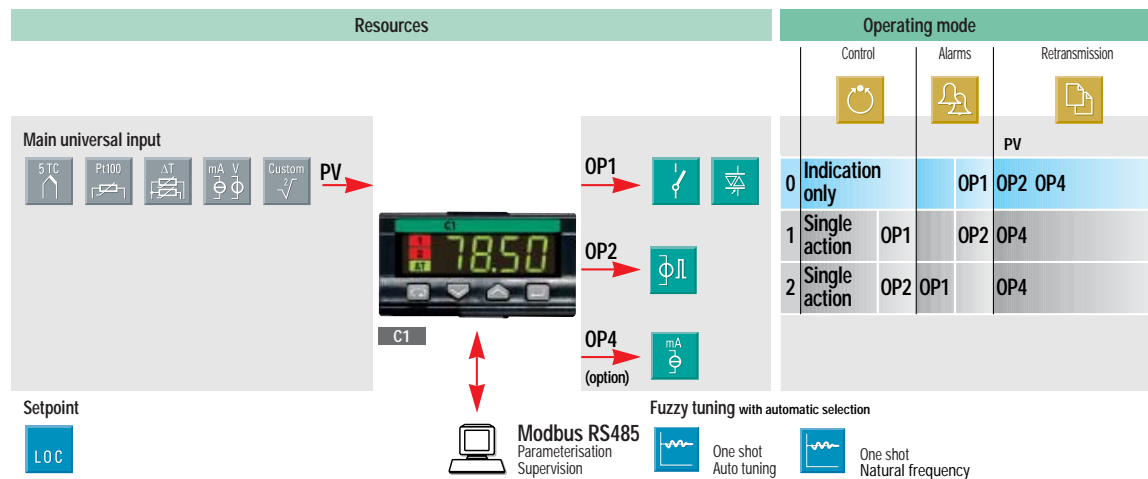 Resources
Operating mode
Control
Alarms
Retransmission
Main universal input
5 TC
Pt100
ΔT
mA V
Custom
√
PV
OP1
OP2
OP4
(option)
mA
C1
1
2
AT
78.50
C1
PV
0 Indication only OP1 OP2 OP4
1 Single action OP1 OP2 OP4
2 Single action OP2 OP1 OP4
Setpoint
LOC
Modbus RS485
Parameterisation
Supervision
Fuzzy tuning with automatic selection
One shot
Auto tuning
One shot
Natural frequency